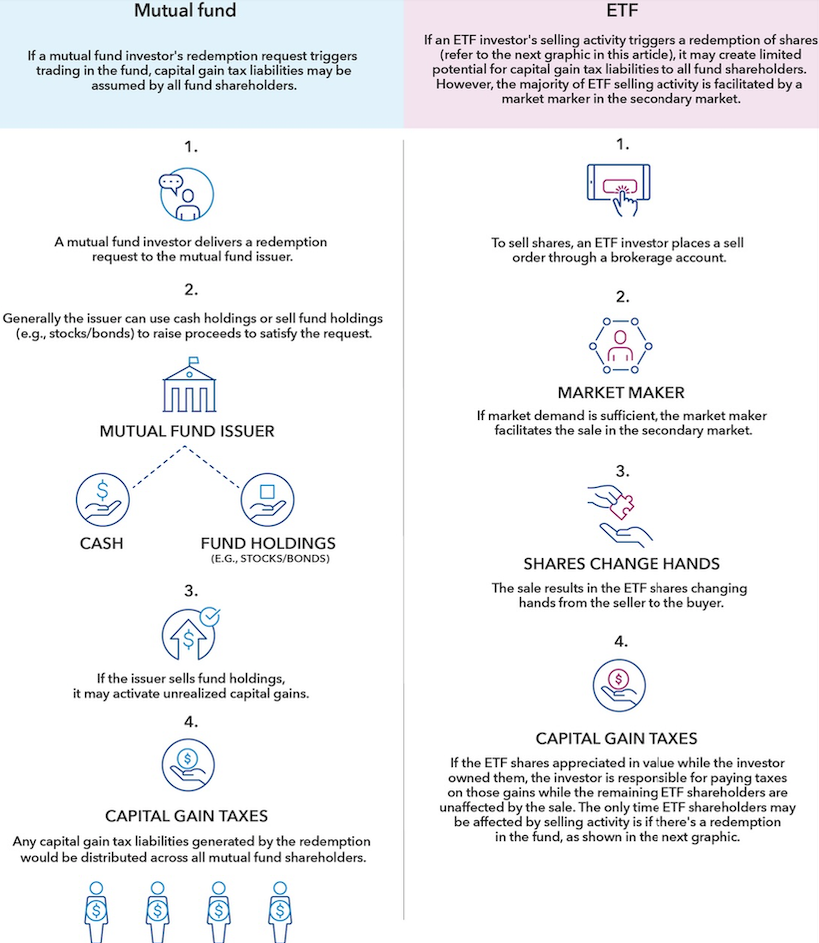 Mutual fund
If a mutual fund investor's redemption request triggers
trading in the fund, capital gain tax liabilities may be
assumed by all fund shareholders.
1.
A mutual fund investor delivers a redemption
request to the mutual fund issuer.
2.
Generally the issuer can use cash holdings or sell fund holdings
(e.g., stocks/bonds) to raise proceeds to satisfy the request.
MUTUAL FUND ISSUER
$
CASH
FUND HOLDINGS
(E.G., STOCKS/BONDS)
3.
$
If the issuer sells fund holdings,
it may activate unrealized capital gains.
4.
$
CAPITAL GAIN TAXES
Any capital gain tax liabilities generated by the redemption
would be distributed across all mutual fund shareholders.
$ $ $ $
ETF
If an ETF investor's selling activity triggers a redemption of shares
(refer to the next graphic in this article), it may create limited
potential for capital gain tax liabilities to all fund shareholders.
However, the majority of ETF selling activity is facilitated by a
market marker in the secondary market.
1.
To sell shares, an ETF investor places a sell
order through a brokerage account.
2.
MARKET MAKER
If market demand is sufficient, the market maker
facilitates the sale in the secondary market.
3.
SHARES CHANGE HANDS
The sale results in the ETF shares changing
hands from the seller to the buyer.
4.
$
CAPITAL GAIN TAXES
If the ETF shares appreciated in value while the investor
owned them, the investor is responsible for paying taxes
on those gains while the remaining ETF shareholders are
unaffected by the sale. The only time ETF shareholders may
be affected by selling activity is if there's a redemption
in the fund, as shown in the next graphic.